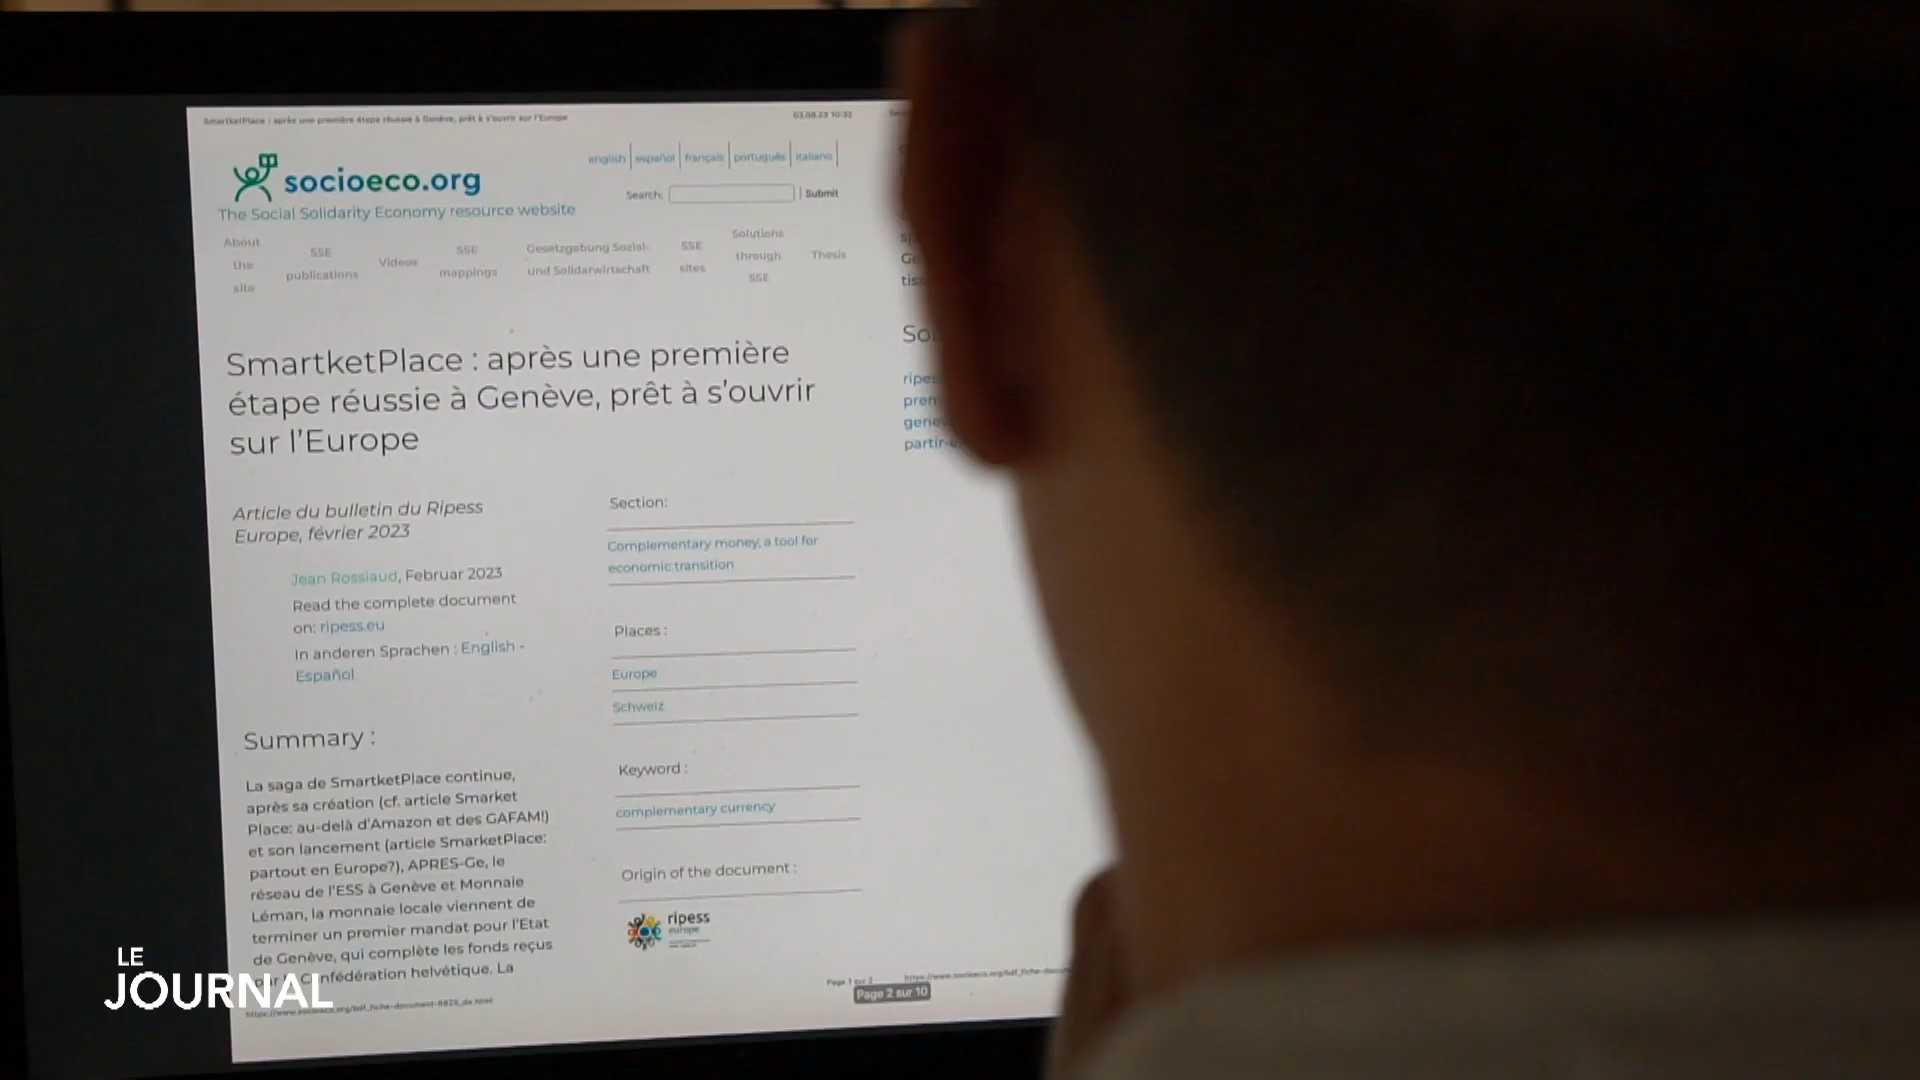 SmartketPlace : après une première étape réussie à Genève, prêt à s'ouvrir sur l'Europe
03.08.23 10:33
socioeco.org
The Social Solidarity Economy resource website
english español français português italiano
Search: Submit
About the site
SSE publications
Videos
SSE mappings
Gesetzgebung Sozial- und Solidarwirtschaft
SSE sites
Solutions through SSE
Thesis
SmartketPlace : après une première
étape réussie à Genève, prêt à s'ouvrir
sur l'Europe
Article du bulletin du Ripess
Europe, février 2023
Jean Rossiaud, Februar 2023
Read the complete document
on: ripess.eu
In anderen Sprachen : English -
Español
Summary :
La saga de SmartketPlace continue,
après sa création (cf. article Smarket
Place: au-delà d'Amazon et des GAFAM!)
et son lancement (article SmarketPlace:
partout en Europe?), APRES-Ge, le
réseau de l'ESS à Genève et Monnaie
Léman, la monnaie locale viennent de
terminer un premier mandat pour l'Etat
de Genève, qui complète les fonds reçus
Confédération helvétique. La
Section:
Complementary money, a tool for
economic transition
Places :
Europe
Schweiz
Keyword :
complementary currency
Origin of the document :
ripess
europe
Page 2 sur 10
LE
JOURNAL